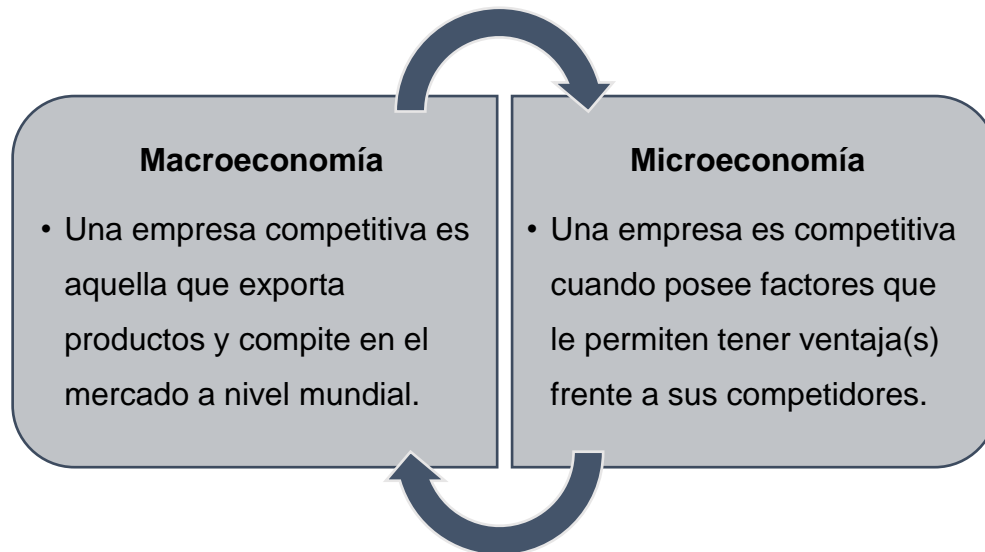 Macroeconomía
• Una empresa competitiva es
aquella que exporta
productos y compite en el
mercado a nivel mundial.
Microeconomía
• Una empresa es competitiva
cuando posee factores que
le permiten tener ventaja(s)
frente a sus competidores.